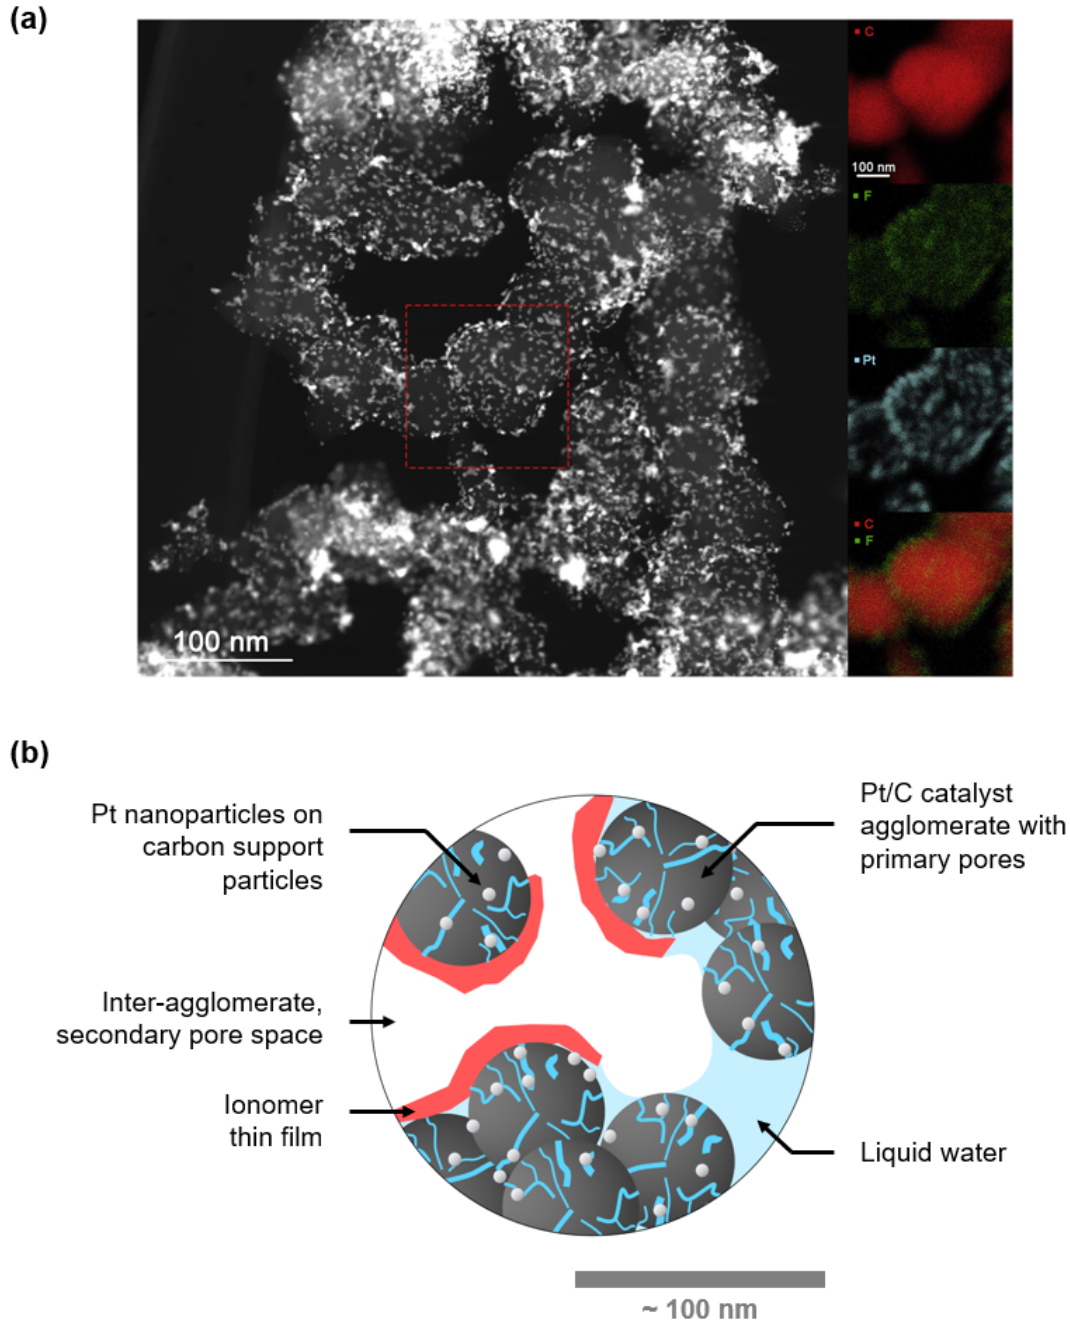 (a)
C
100 nm
F
Pt
C
F
100 nm
(b)
Pt nanoparticles on
carbon support
particles
Pt/C catalyst
agglomerate with
primary pores
Inter-agglomerate,
secondary pore space
Ionomer
thin film
Liquid water
~ 100 nm